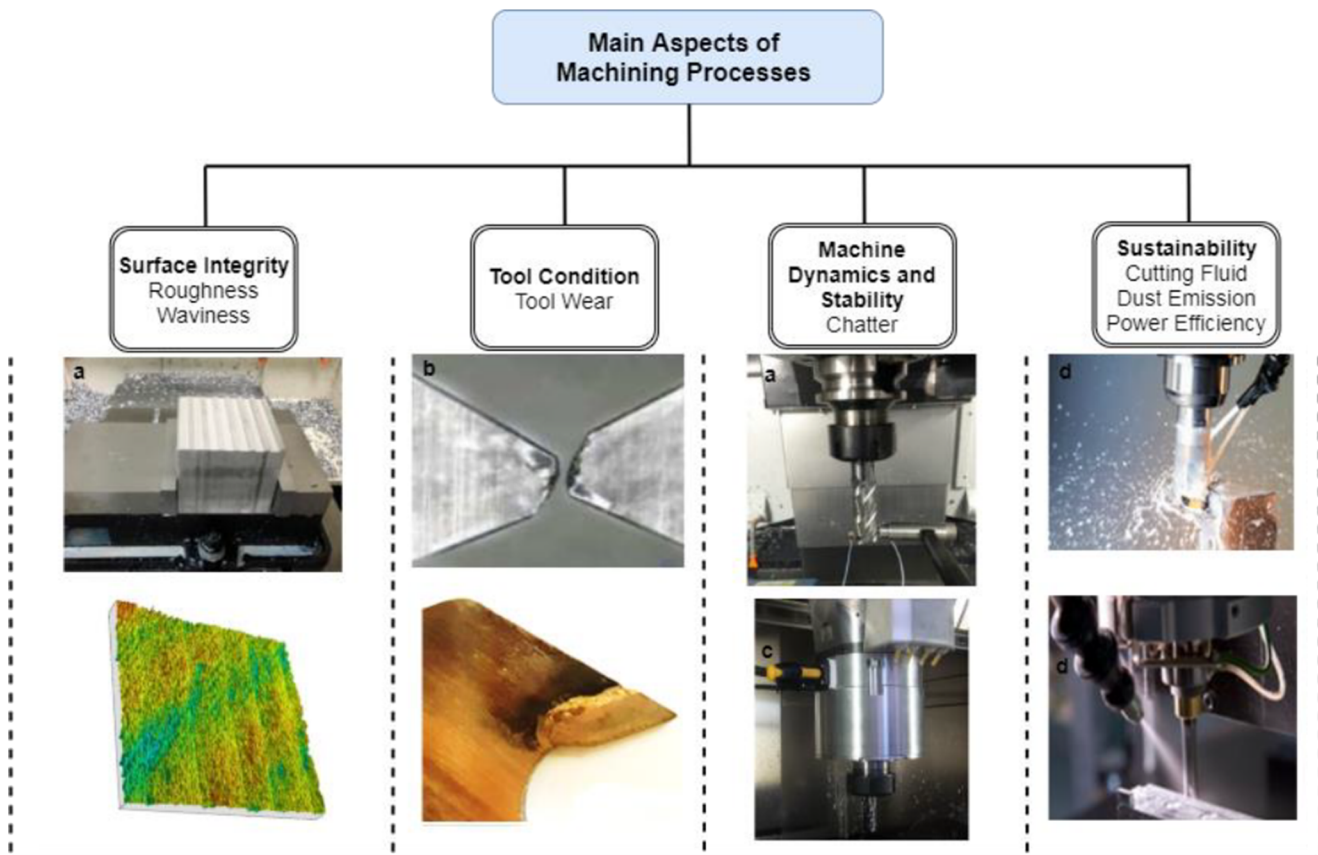 Main Aspects of
Machining Processes
Surface Integrity
Roughness
Waviness
Tool Condition
Tool Wear
Machine
Dynamics and
Stability
Chatter
Sustainability
Cutting Fluid
Dust Emission
Power Efficiency
a
b
a
d
c
d